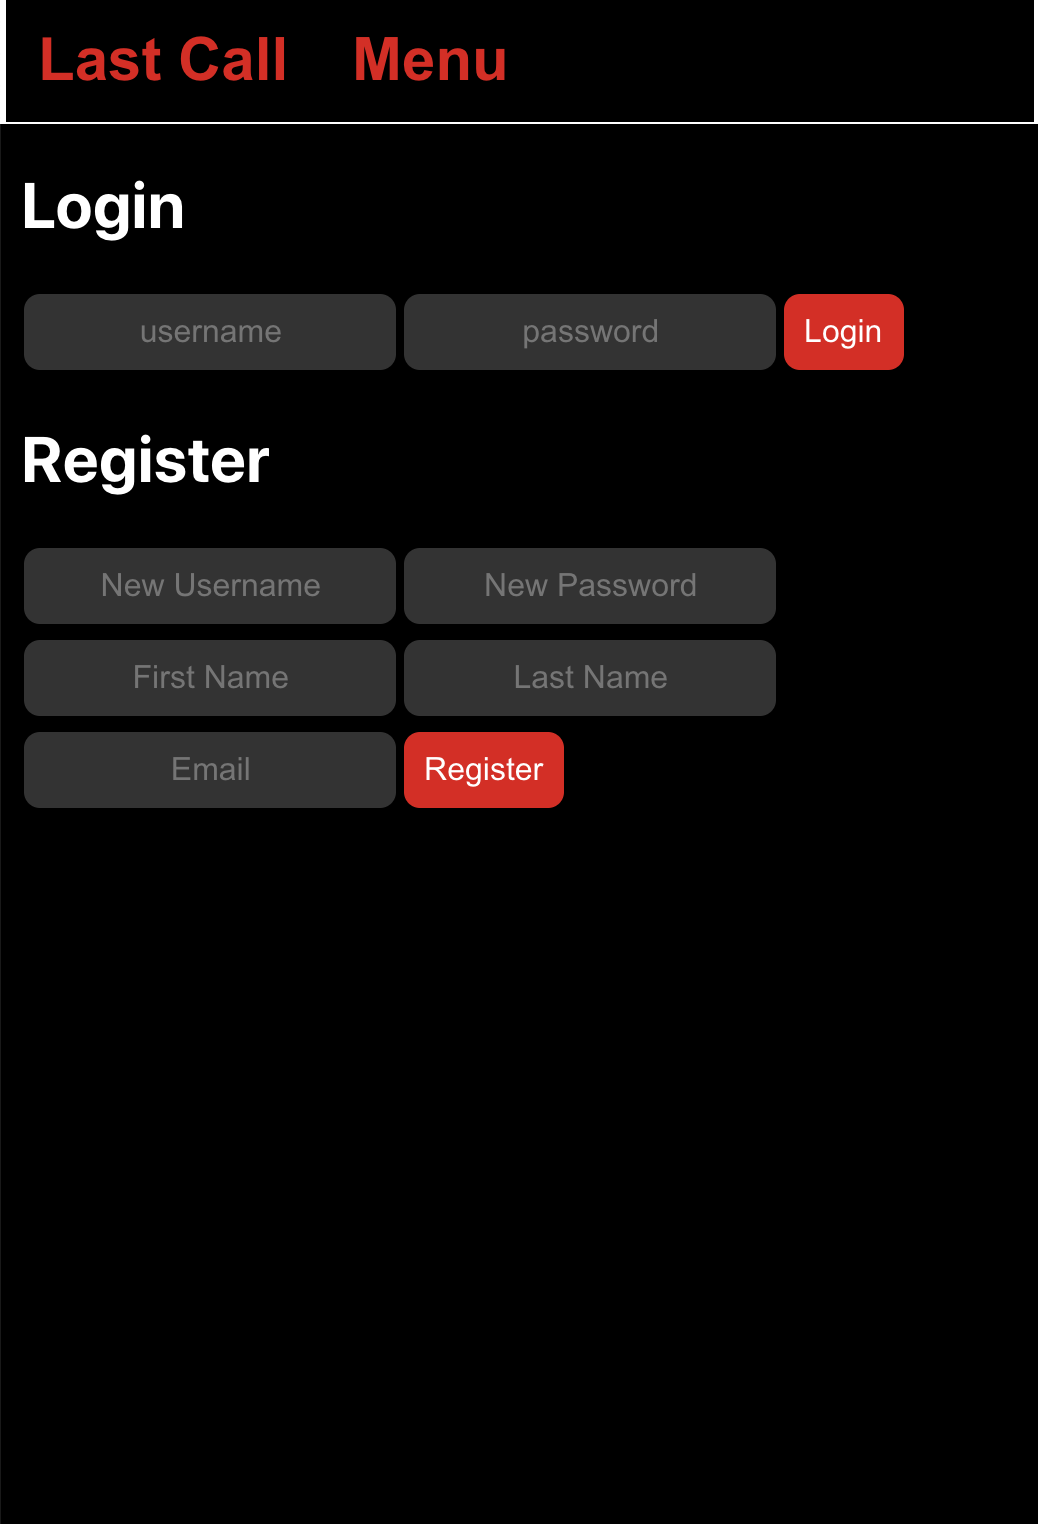 Last Call Menu
Login
username password Login
Register
New Username New Password
First Name Last Name
Email Register